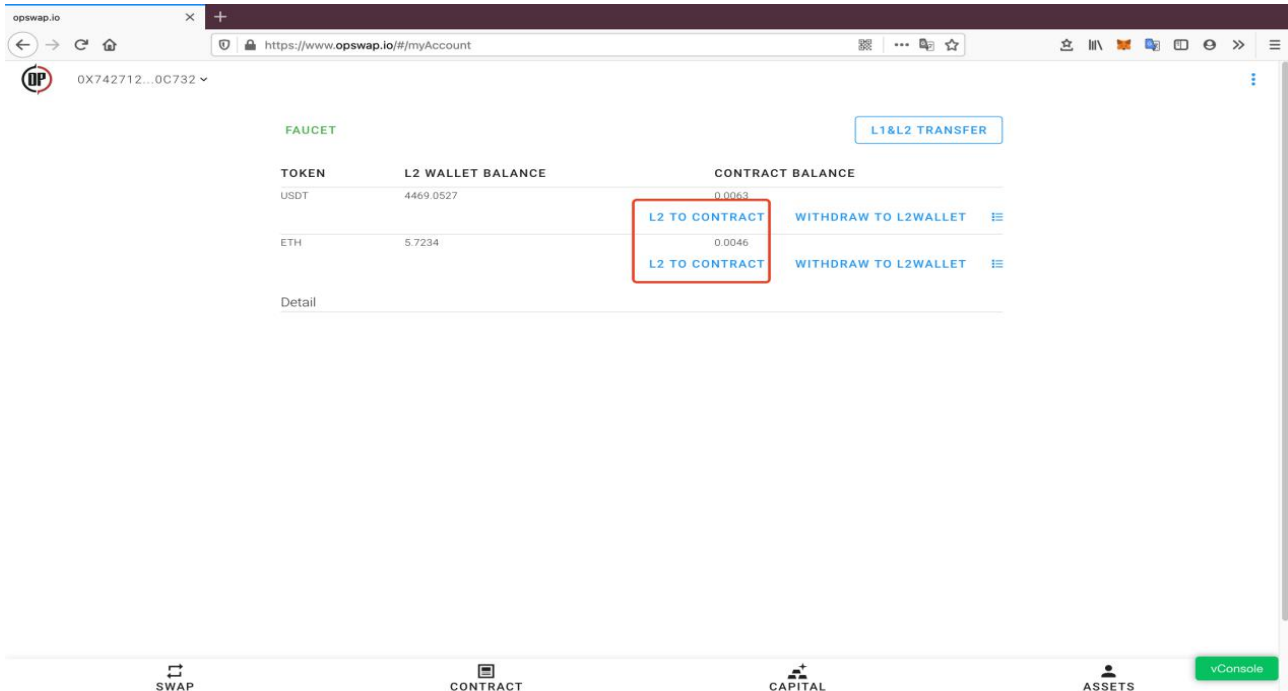 opswap.io
https://www.opswap.io/#/myAccount
OP 0X742712...0C732
FAUCET L1&L2 TRANSFER
TOKEN L2 WALLET BALANCE CONTRACT BALANCE
USDT 4469.0527 0.0063
L2 TO CONTRACT WITHDRAW TO L2WALLET
ETH 5.7234 0.0046
L2 TO CONTRACT WITHDRAW TO L2WALLET
Detail
vConsole
SWAP CONTRACT CAPITAL ASSETS